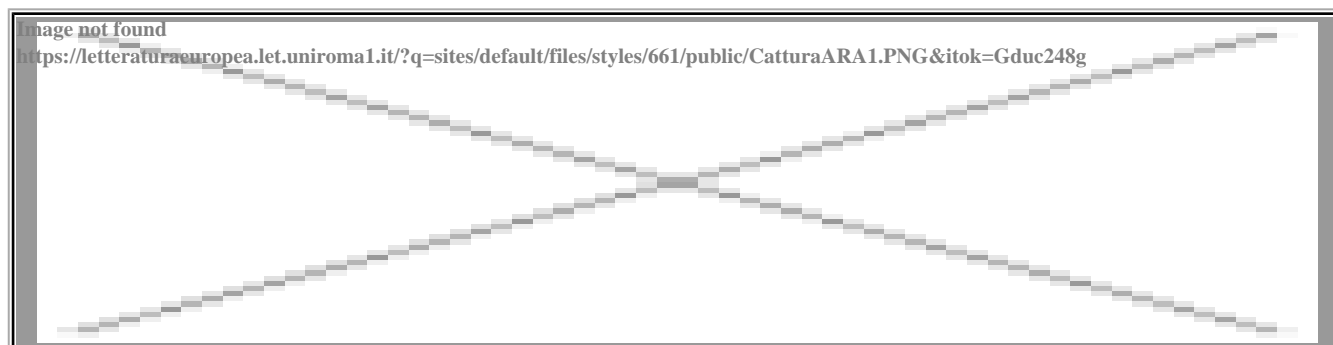 Image not found
https://letteraturaeuropea.let.uniroma1.it/?q=sites/default/files/styles/661/public/CatturaARA1.PNG&itok=Gduc248g